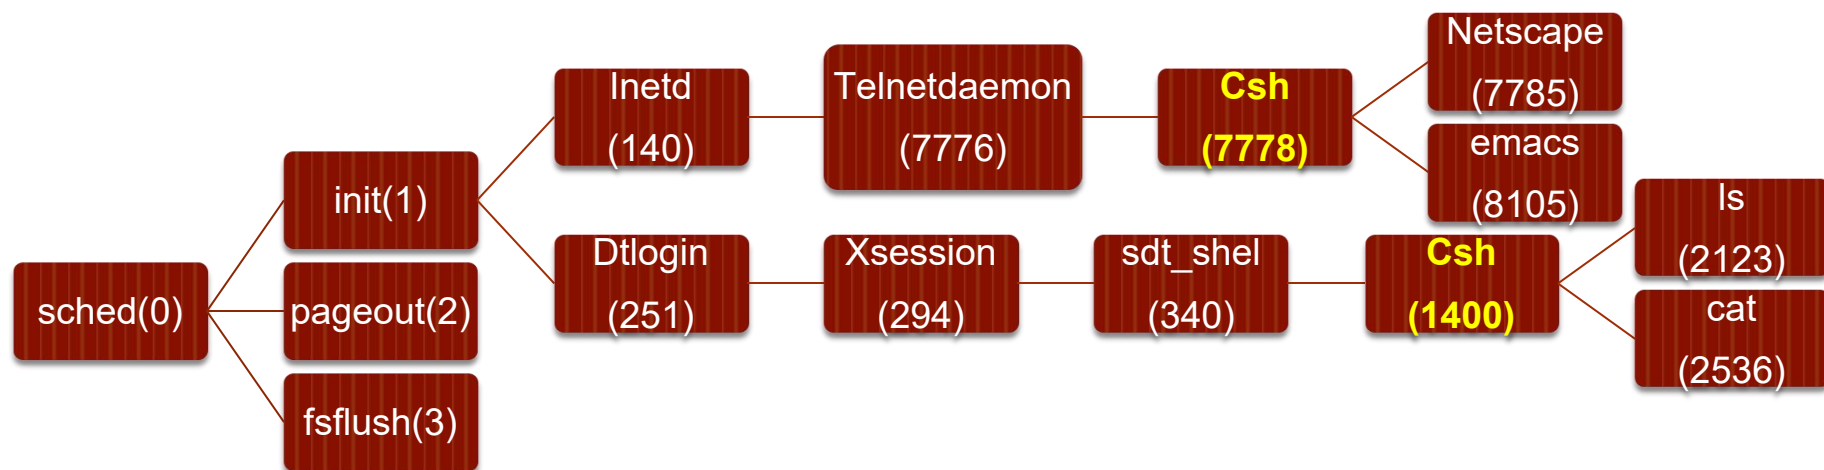 sched(0)
init(1)
pageout(2)
fsflush(3)
Inetd
(140)
Telnetdaemon
(7776)
Csh
(7778)
Netscape
(7785)
emacs
(8105)
Dtlogin
(251)
Xsession
(294)
sdt_shel
(340)
Csh
(1400)
ls
(2123)
cat
(2536)